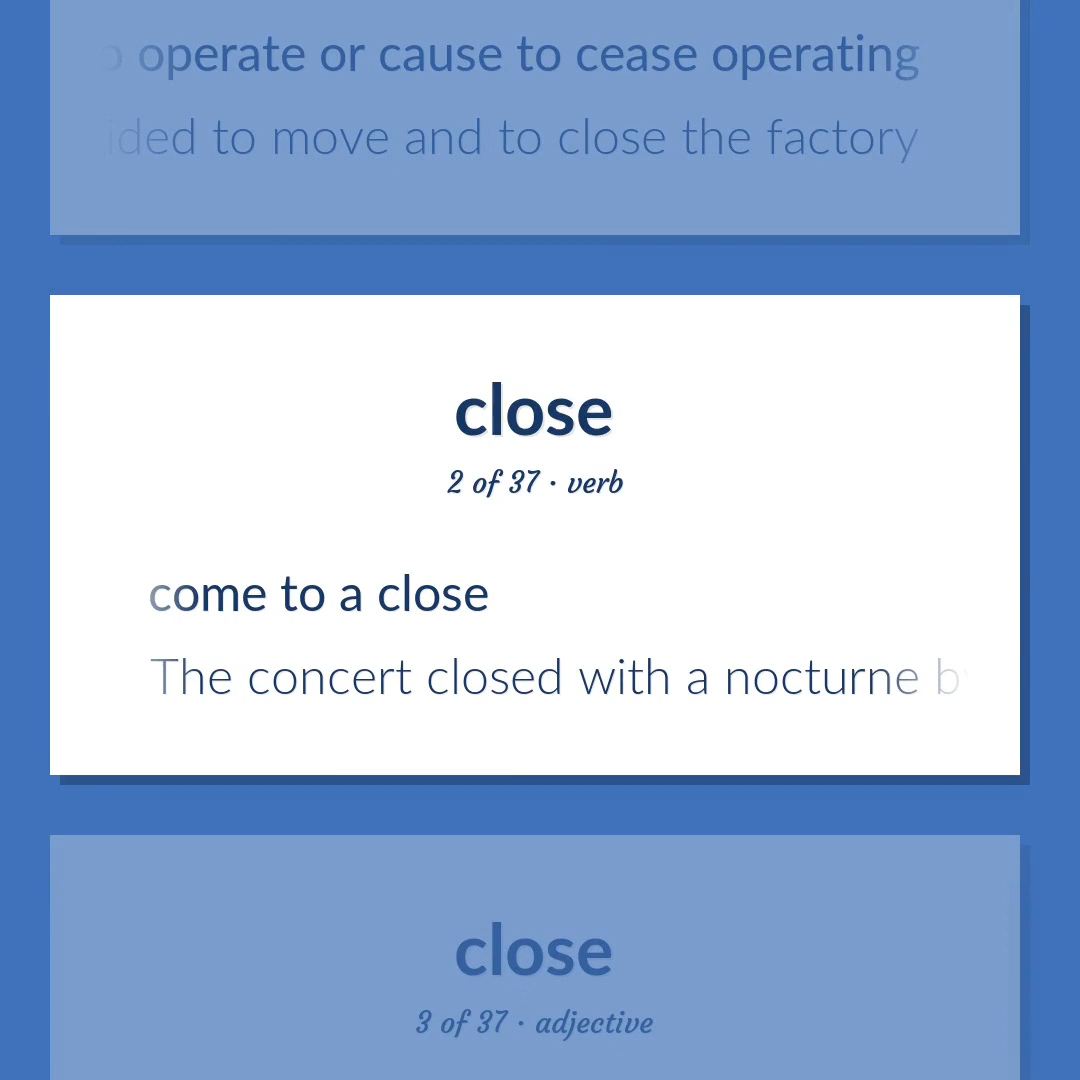 operate or cause to cease operating
to move and to close the factory
close
2 of 37 · verb
come to a close
The concert closed with a nocturne
close
3 of 37 · adjective